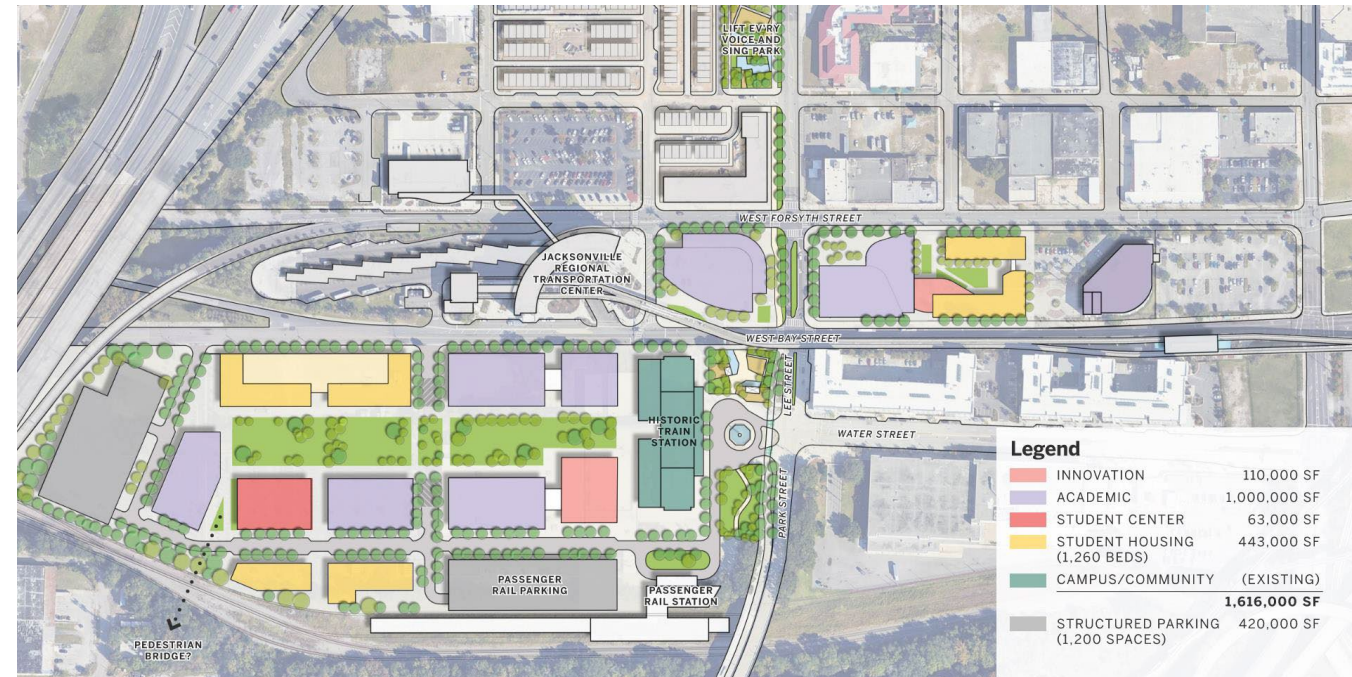 LIFT EV'RY
VOICE AND
SING PARK
WEST FORSYTH STREET
JACKSONVILLE
REGIONAL
TRANSPORTATION
CENTER
WEST BAY STREET
LEE STREET
HISTORIC
TRAIN
STATION
WATER STREET
PARK STREET
PASSENGER
RAIL PARKING
PASSENGER
RAIL STATION
PEDESTRIAN
BRIDGE?
Legend
INNOVATION 110,000 SF
ACADEMIC 1,000,000 SF
STUDENT CENTER 63,000 SF
STUDENT HOUSING 443,000 SF
(1,260 BEDS)
CAMPUS/COMMUNITY (EXISTING)
1,616,000 SF
STRUCTURED PARKING 420,000 SF
(1,200 SPACES)